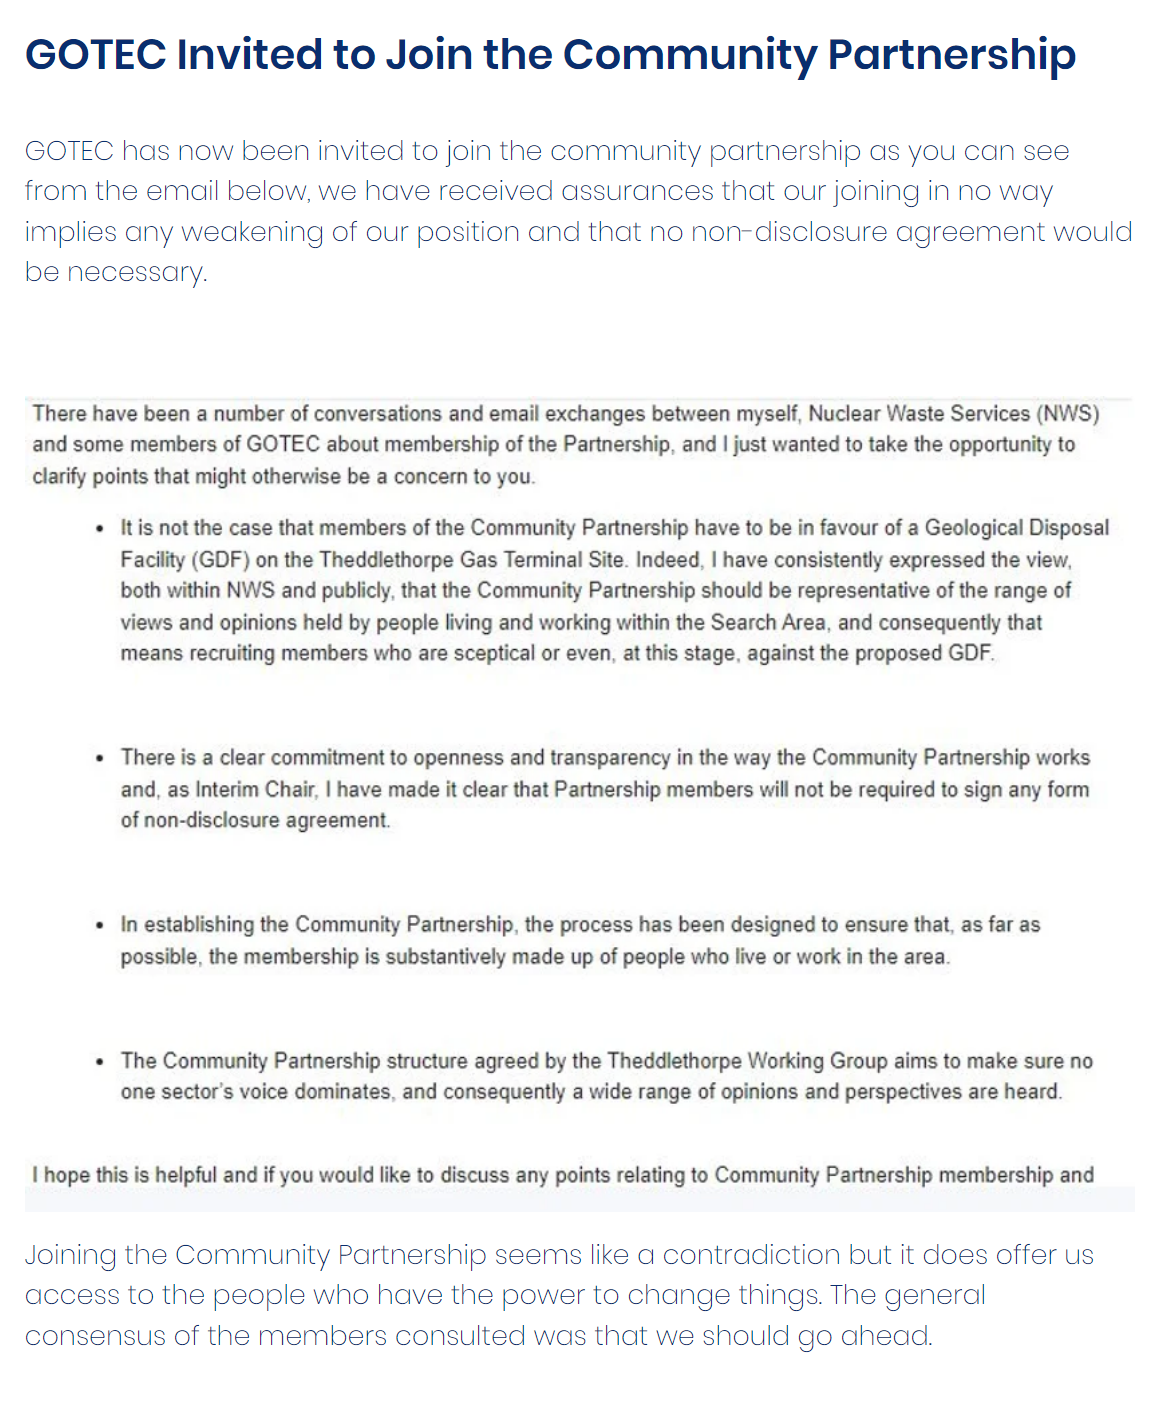 GOTEC Invited to Join the Community Partnership
GOTEC has now been invited to join the community partnership as you can see
from the email below, we have received assurances that our joining in no way
implies any weakening of our position and that no non-disclosure agreement would
be necessary.
There have been a number of conversations and email exchanges between myself, Nuclear Waste Services (NWS)
and some members of GOTEC about membership of the Partnership, and I just wanted to take the opportunity to
clarify points that might otherwise be a concern to you.
• It is not the case that members of the Community Partnership have to be in favour of a Geological Disposal
Facility (GDF) on the Theddlethorpe Gas Terminal Site. Indeed, I have consistently expressed the view,
both within NWS and publicly, that the Community Partnership should be representative of the range of
views and opinions held by people living and working within the Search Area, and consequently that
means recruiting members who are sceptical or even, at this stage, against the proposed GDF.
• There is a clear commitment to openness and transparency in the way the Community Partnership works
and, as Interim Chair, I have made it clear that Partnership members will not be required to sign any form
of non-disclosure agreement.
• In establishing the Community Partnership, the process has been designed to ensure that, as far as
possible, the membership is substantively made up of people who live or work in the area.
• The Community Partnership structure agreed by the Theddlethorpe Working Group aims to make sure no
one sector's voice dominates, and consequently a wide range of opinions and perspectives are heard.
I hope this is helpful and if you would like to discuss any points relating to Community Partnership membership and
Joining the Community Partnership seems like a contradiction but it does offer us
access to the people who have the power to change things. The general
consensus of the members consulted was that we should go ahead.